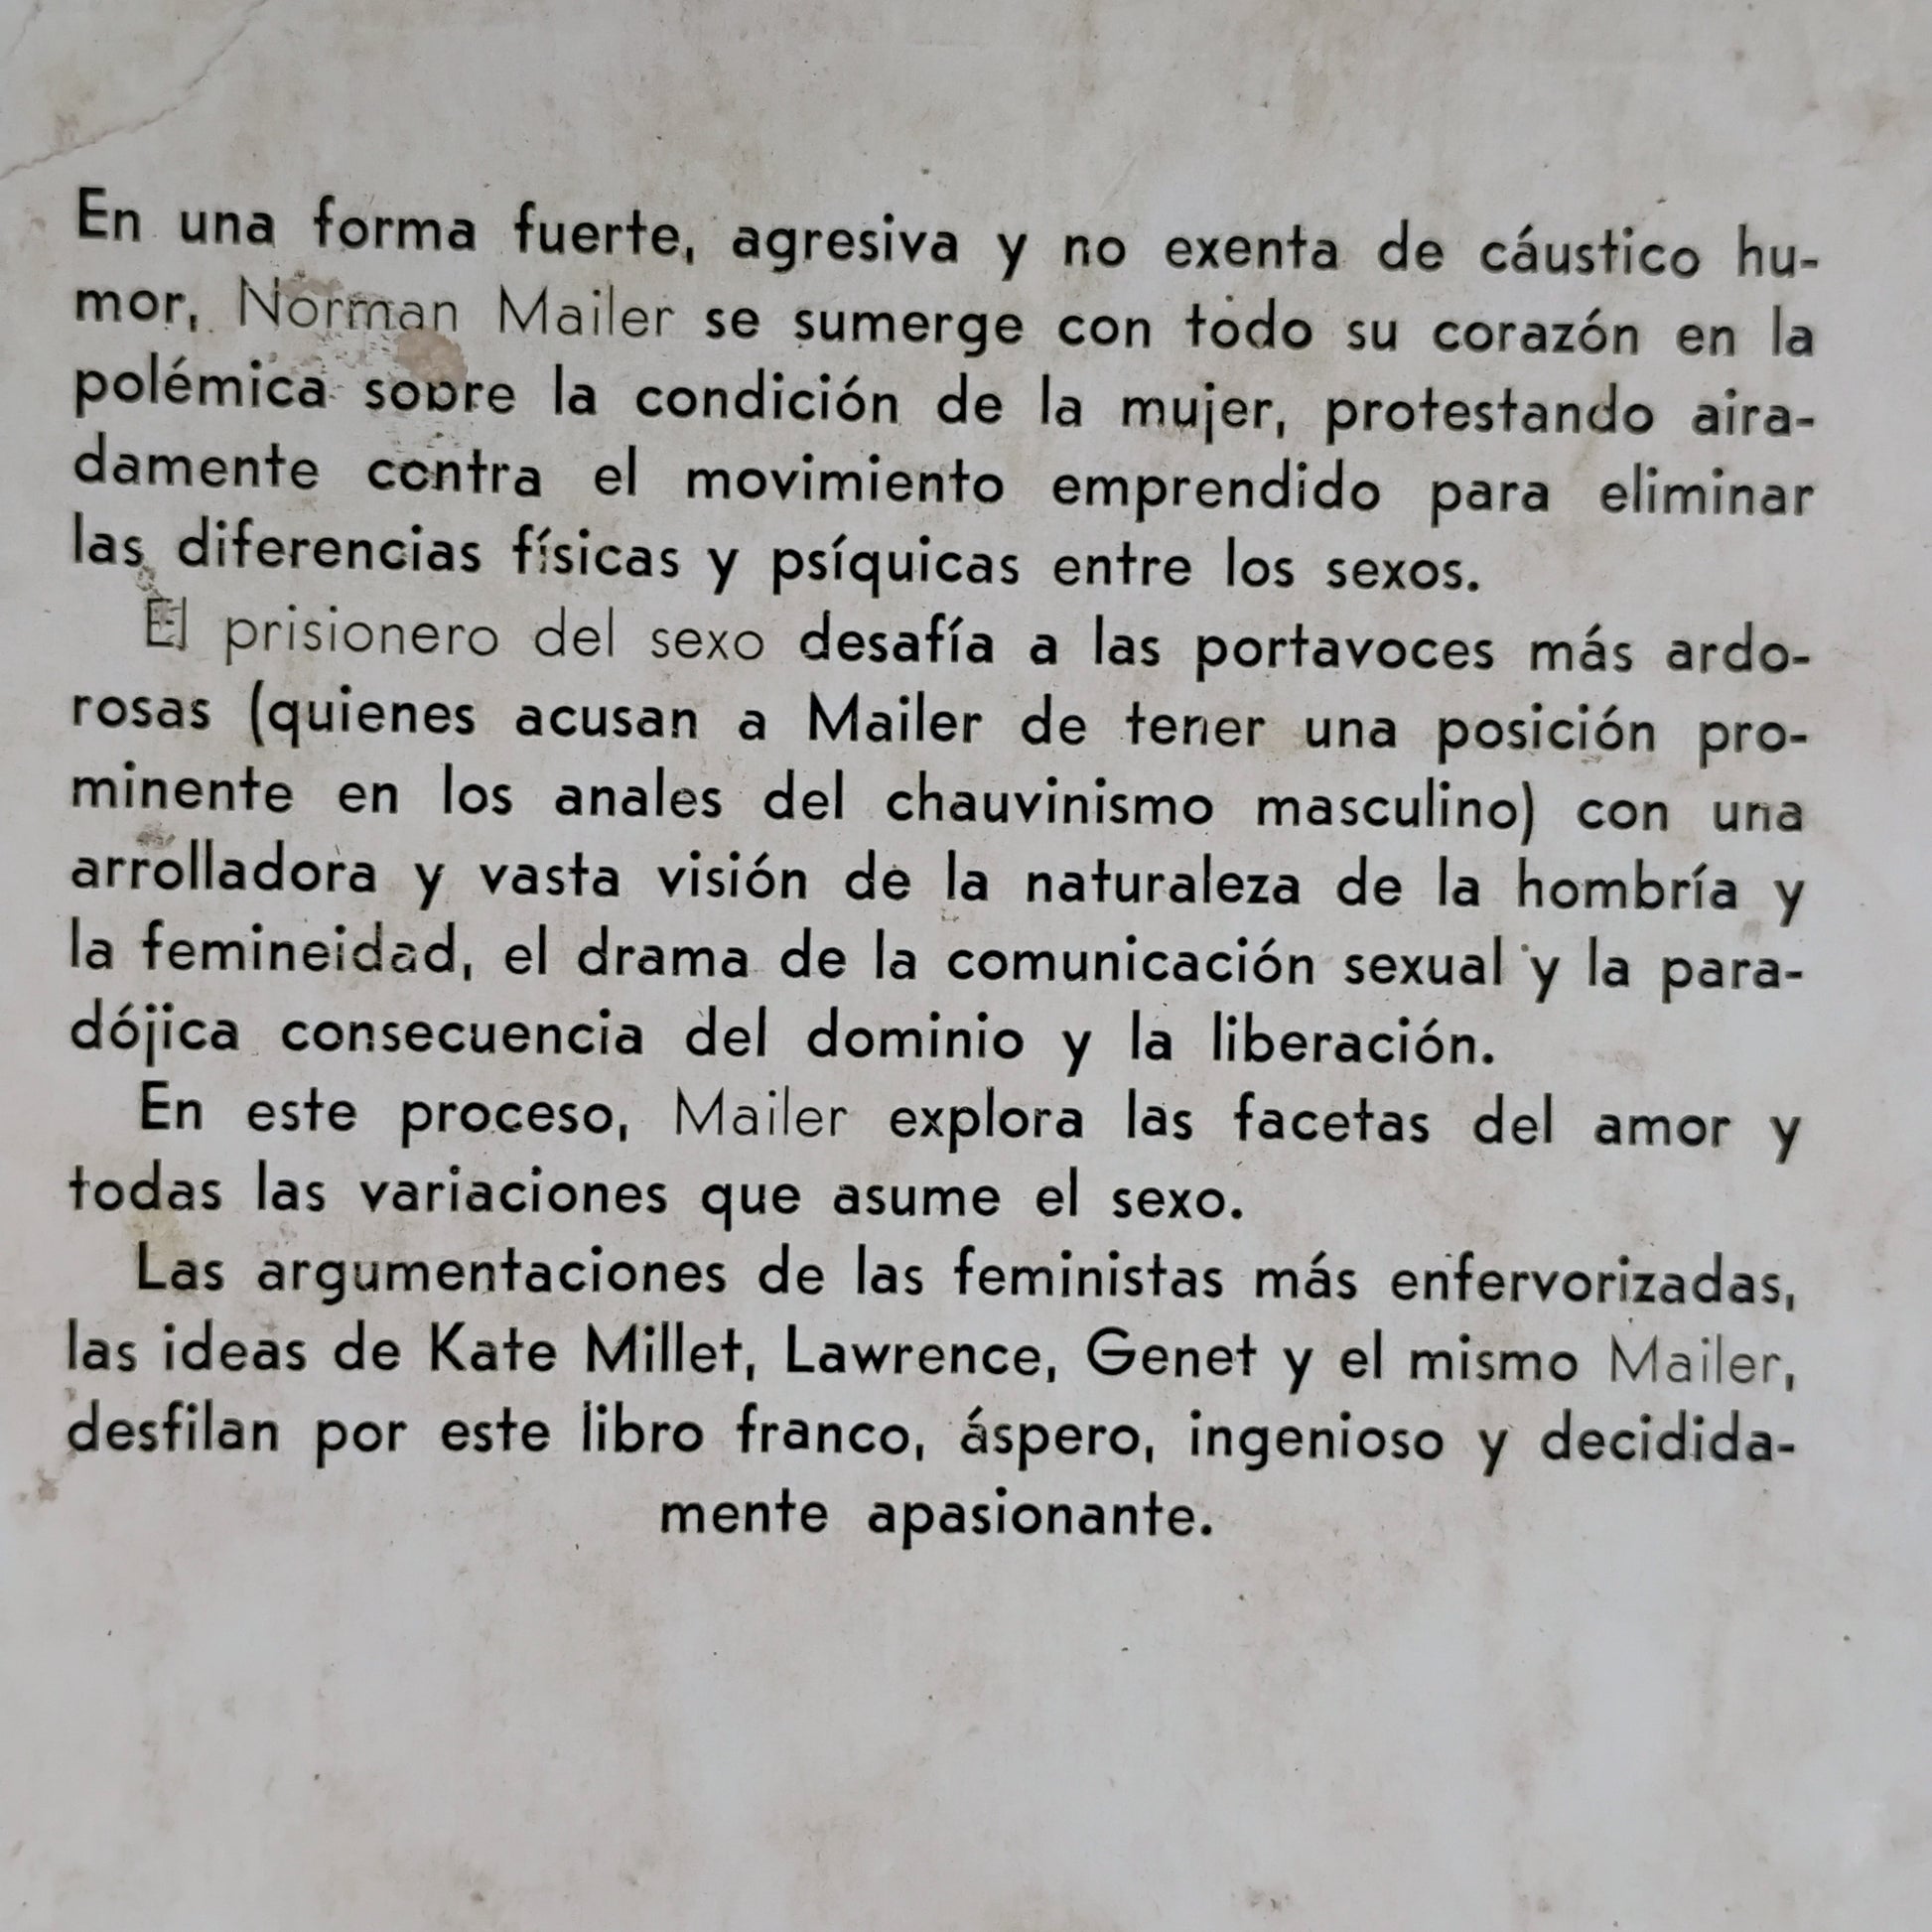 En una forma fuerte, agresiva y no exenta de cáustico hu-
mor, Norman Mailer se sumerge con todo su corazón en la
polémica sobre la condición de la mujer, protestando aira-
damente contra el movimiento emprendido para eliminar
las diferencias físicas y psíquicas entre los sexos.
El prisionero del sexo desafía a las portavoces más ardo-
rosas (quienes acusan a Mailer de tener una posición pro-
minente en los anales del chauvinismo masculino) con una
arrolladora y vasta visión de la naturaleza de la hombría y
la femineidad, el drama de la comunicación sexual y la para-
dójica consecuencia del dominio y la liberación.
En este proceso, Mailer explora las facetas del amor y
todas las variaciones que asume el sexo.
Las argumentaciones de las feministas más enfervorizadas,
las ideas de Kate Millet, Lawrence, Genet y el mismo Mailer,
desfilan por este libro franco, áspero, ingenioso y decidida-
mente apasionante.